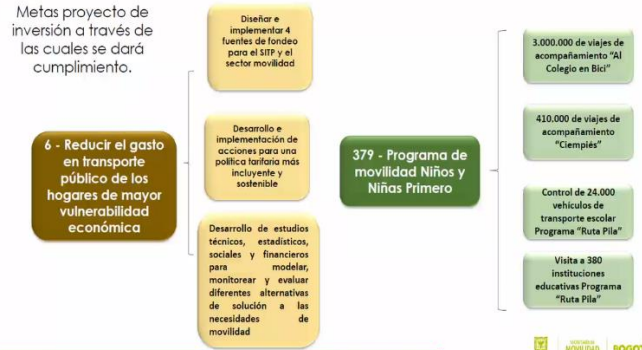 Metas proyecto de
inversión a través de
las cuales se dará
cumplimiento.
6 - Reducir el gasto
en transporte
público de los
hogares de mayor
vulnerabilidad
económica
Diseñar e
implementar 4
fuentes de fondeo
para el SITP y el
sector movilidad
Desarrollo e
implementación de
acciones para una
política tarifaria más
incluyente y
sostenible
Desarrollo de estudios
técnicos, estadísticos,
sociales y financieros
para modelar,
monitorear y evaluar
diferentes alternativas
de solución a las
necesidades de
movilidad
379 - Programa de
movilidad Niños y
Niñas Primero
3.000.000 de viajes de
acompañamiento "Al
Colegio en Bici"
410.000 de viajes de
acompañamiento
"Ciempiés"
Control de 24.000
vehículos de
transporte escolar
Programa "Ruta Pila"
Visita a 380
instituciones
educativas Programa
"Ruta Pila"
MOVILIDAD